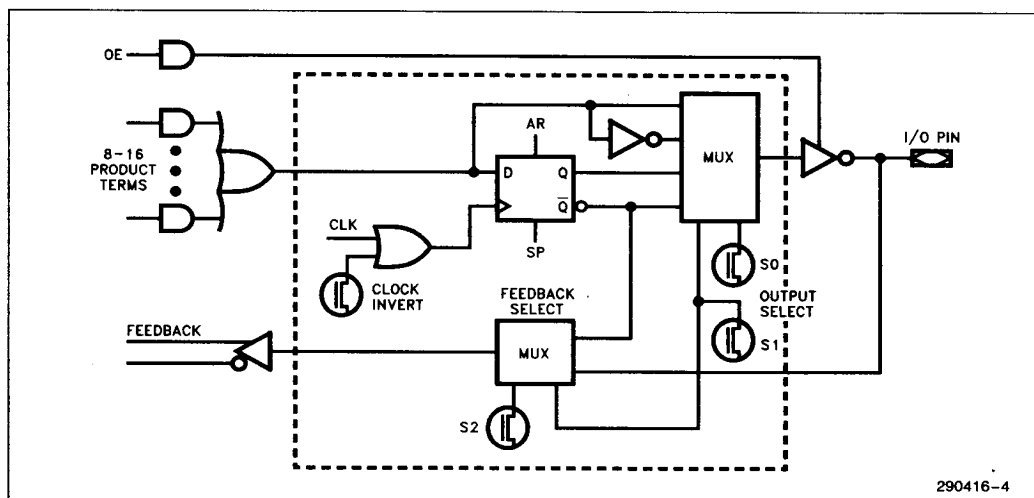 OE
8-16
PRODUCT
TERMS
AR
D
Q
Q̅
SP
CLK
CLOCK
INVERT
MUX
I/O PIN
S0
OUTPUT
SELECT
S1
FEEDBACK
SELECT
MUX
S2
FEEDBACK
290416-4